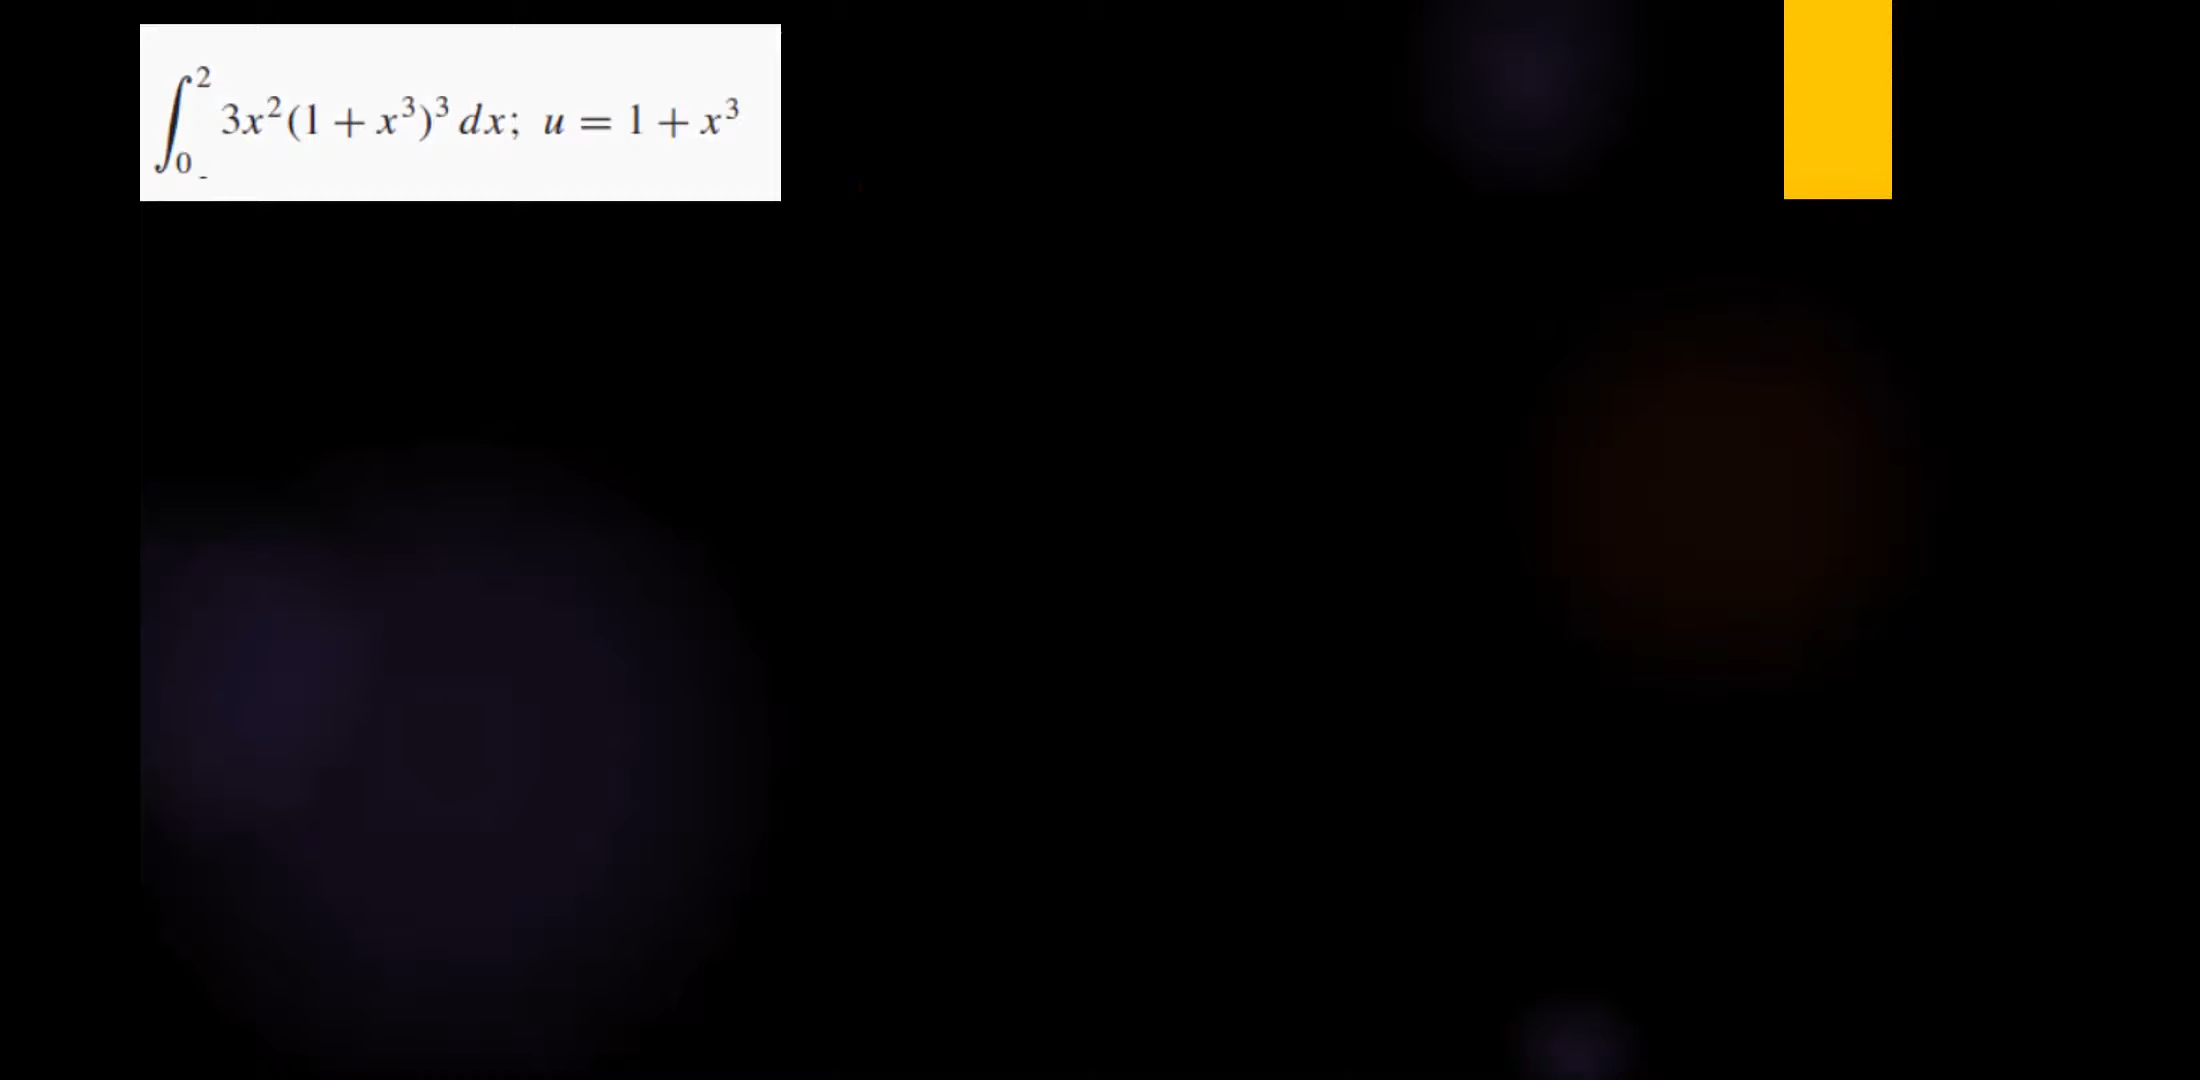 ∫₀² 3x²(1 + x³)³ dx; u = 1 + x³